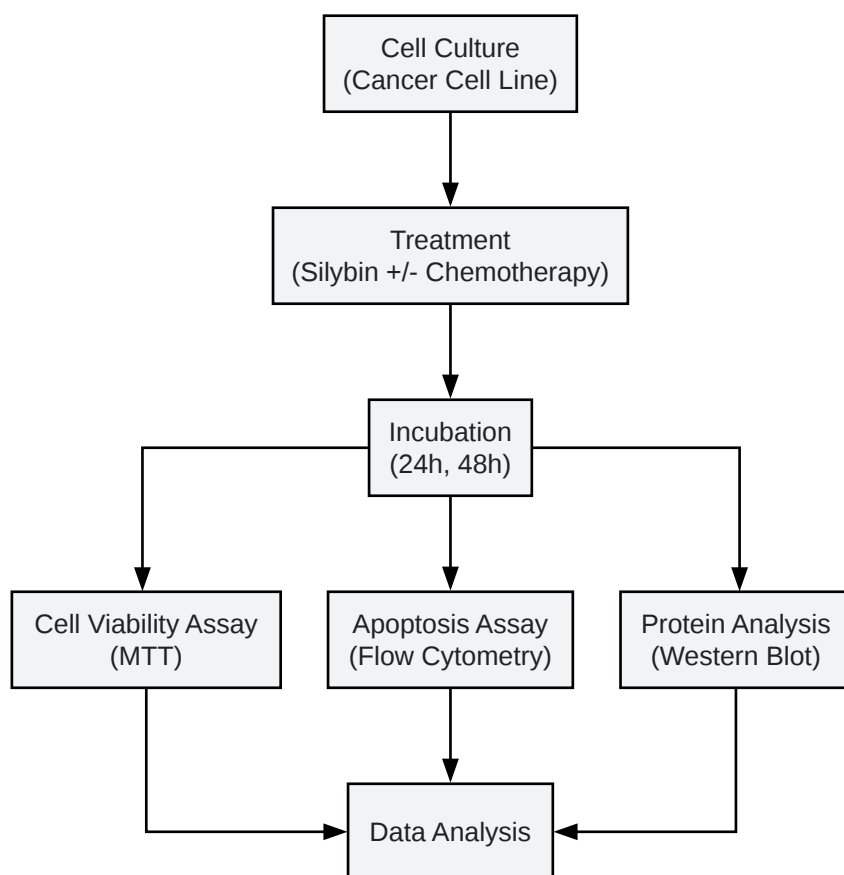 Cell Culture
(Cancer Cell Line)
Treatment
(Silybin +/- Chemotherapy)
Incubation
(24h, 48h)
Cell Viability Assay
(MTT)
Apoptosis Assay
(Flow Cytometry)
Protein Analysis
(Western Blot)
Data Analysis